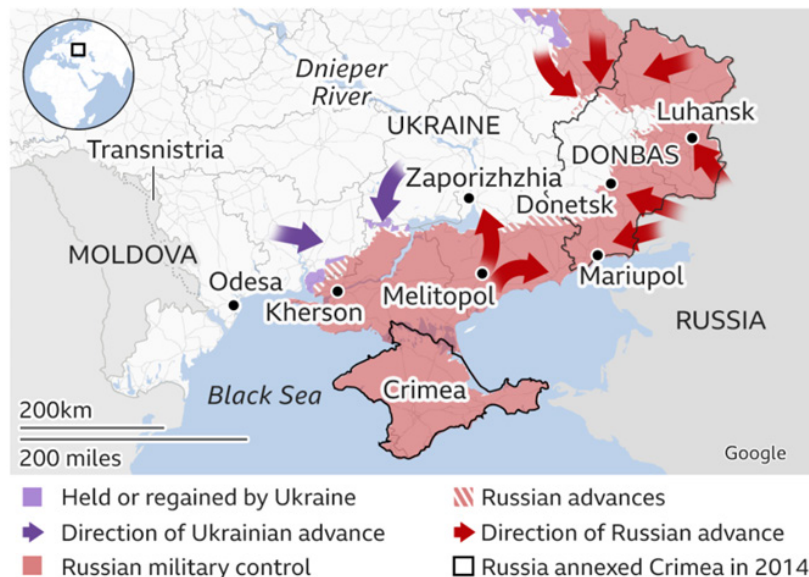 Dnieper
River
UKRAINE
Luhansk
Transnistria
DONBAS
Zaporizhzhia
Donetsk
MOLDOVA
Odesa
Mariupol
Kherson
Melitopol
RUSSIA
Crimea
Black Sea
200km
200 miles
Google
Held or regained by Ukraine
Russian advances
Direction of Ukrainian advance
Direction of Russian advance
Russian military control
Russia annexed Crimea in 2014